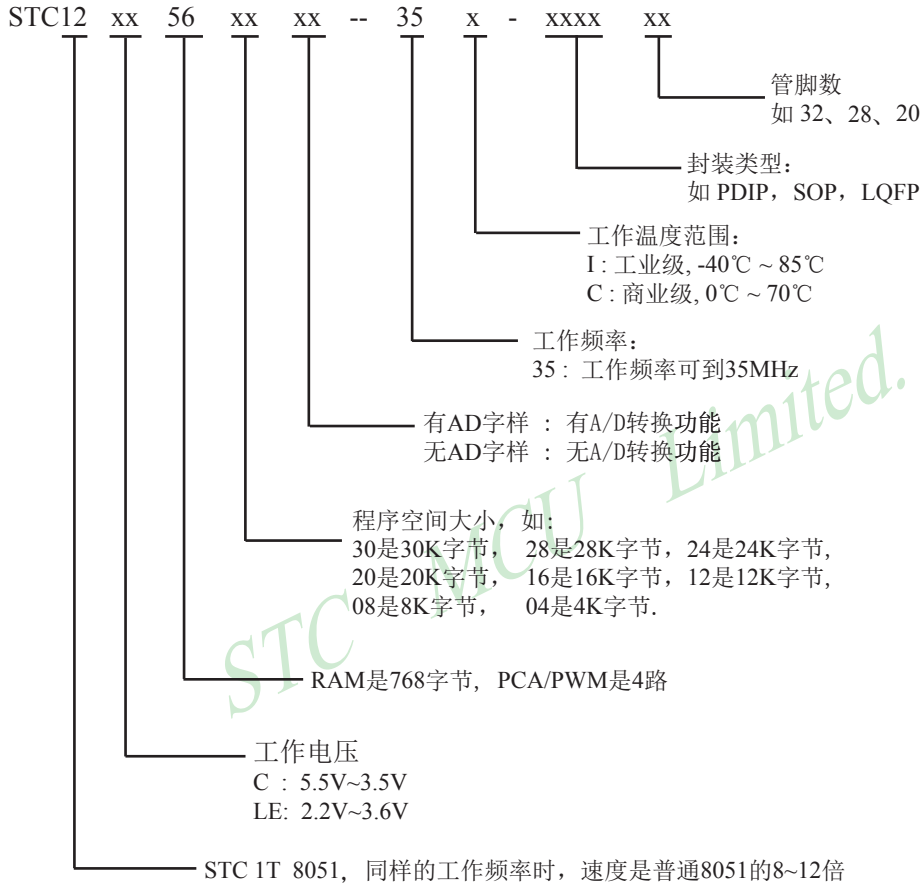 STC12 xx 56 xx xx -- 35 x - xxxx xx
管脚数
如 32、28、20
封装类型：
如 PDIP，SOP，LQFP
工作温度范围：
I : 工业级, -40℃ ~ 85℃
C : 商业级, 0℃ ~ 70℃
工作频率：
35 : 工作频率可到35MHz
有AD字样 : 有A/D转换功能
无AD字样 : 无A/D转换功能
程序空间大小，如:
30是30K字节， 28是28K字节，24是24K字节,
20是20K字节， 16是16K字节，12是12K字节,
08是8K字节， 04是4K字节.
RAM是768字节, PCA/PWM是4路
工作电压
C : 5.5V~3.5V
LE: 2.2V~3.6V
STC 1T 8051, 同样的工作频率时，速度是普通8051的8~12倍
STC MCU Limited.